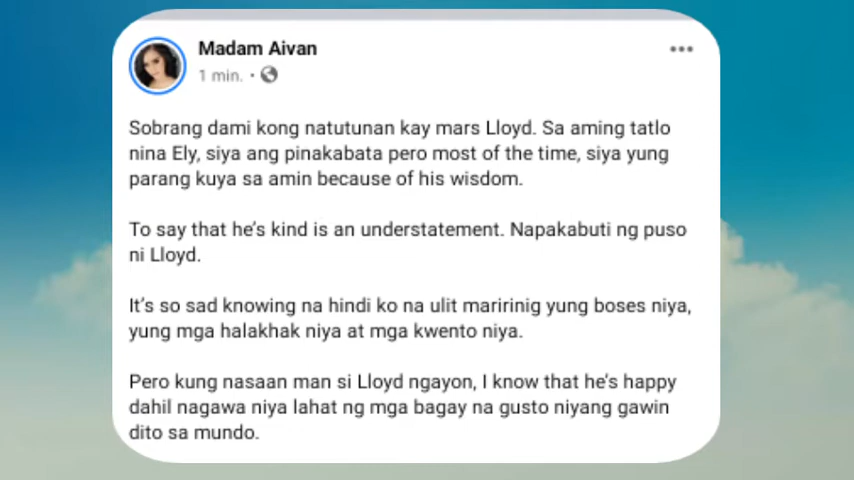 Madam Aivan
1 min. •
Sobrang dami kong natutunan kay mars Lloyd. Sa aming tatlo
nina Ely, siya ang pinakabata pero most of the time, siya yung
parang kuya sa amin because of his wisdom.
To say that he's kind is an understatement. Napakabuti ng puso
ni Lloyd.
It's so sad knowing na hindi ko na ulit maririnig yung boses niya,
yung mga halakhak niya at mga kwento niya.
Pero kung nasaan man si Lloyd ngayon, I know that he's happy
dahil nagawa niya lahat ng mga bagay na gusto niyang gawin
dito sa mundo.